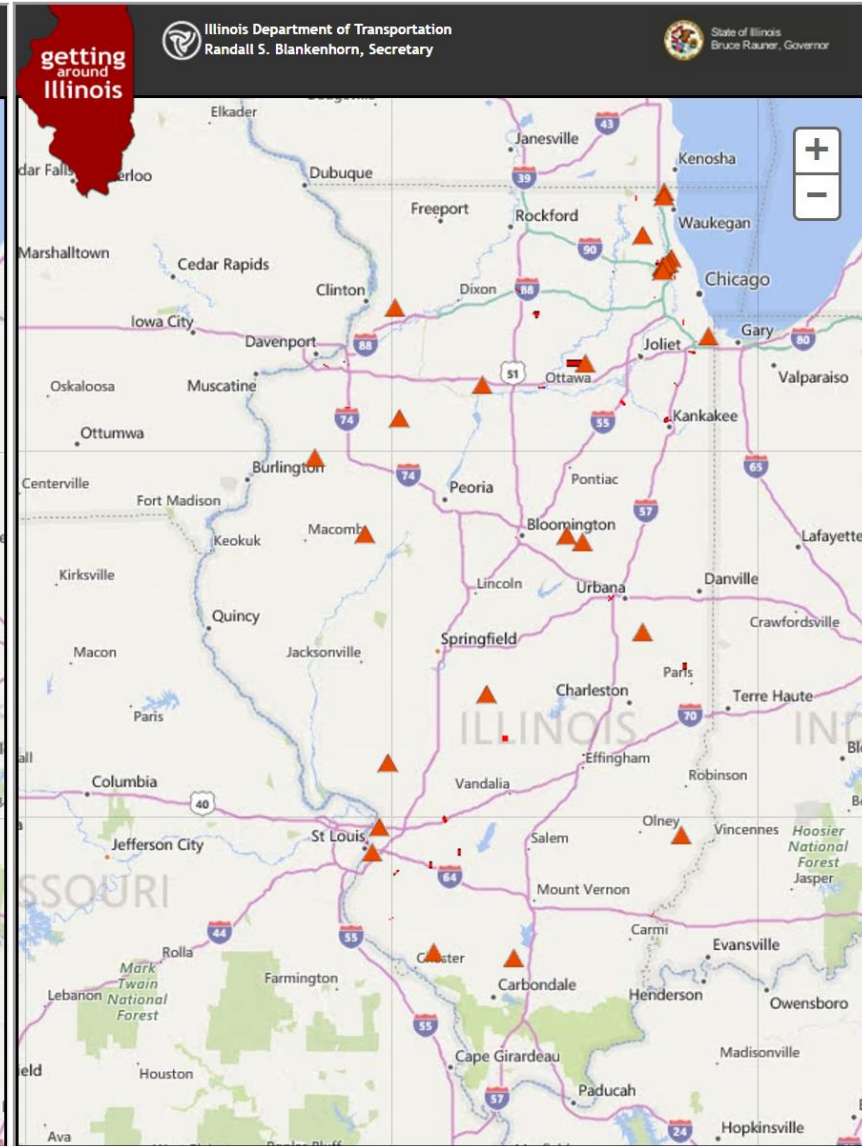 getting
around
Illinois
Illinois Department of Transportation
Randall S. Blankenhorn, Secretary
State of Illinois
Bruce Rauner, Governor
Elkader
43
Janesville
Kenosha
+
−
dar Fall
erloo
Dubuque
39
Freeport
Rockford
Waukegan
Marshalltown
Cedar Rapids
90
Clinton
Dixon
88
Chicago
Iowa City
Davenport
88
Joliet
Gary
80
Oskaloosa
Muscatine
51
Ottawa
Valparaiso
74
55
Kankakee
Ottumwa
Burlington
74
65
Centerville
Fort Madison
Peoria
Pontiac
57
Keokuk
Macomb
Bloomington
Lafayette
Kirksville
Lincoln
Urbana
Danville
Quincy
Crawfordsville
Macon
Jacksonville
Springfield
Paris
Charleston
Terre Haute
Paris
ILLINOIS
70
IND
Effingham
Columbia
Vandalia
Robinson
40
St Louis
Olney
Vincennes
Jefferson City
Salem
Hoosier
National
Forest
Jasper
64
SSOURI
Mount Vernon
44
55
Carmi
Rolla
Evansville
Mark
Twain
National
Forest
Lebanon
Farmington
Chester
Carbondale
Henderson
Owensboro
55
Houston
Cape Girardeau
Madisonville
57
Paducah
24
Hopkinsville
Ava